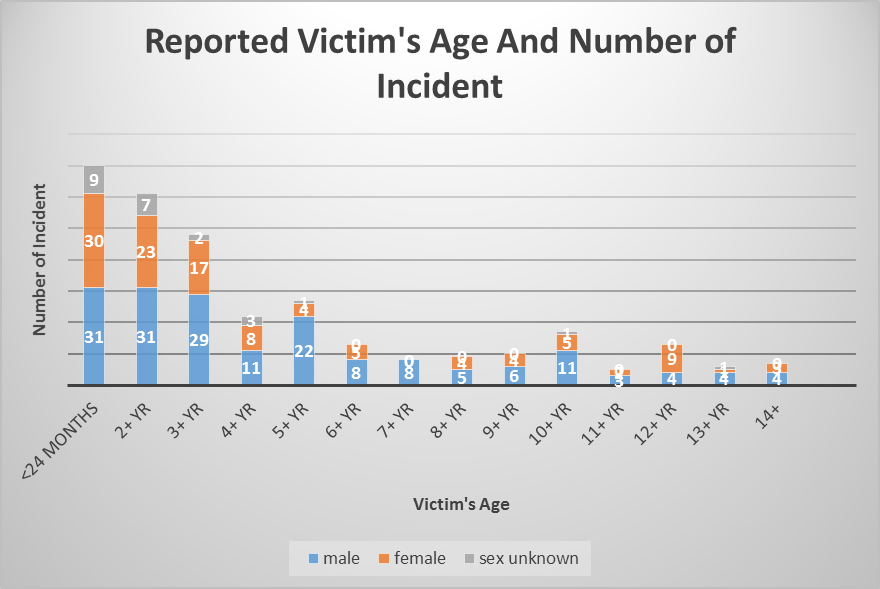 Reported Victim's Age And Number of
Incident
Number of Incident
9 7 2 3 1 0 0 0 0 1 0 0 1 0
30 23 17 8 4 5 4 4 5 9
31 31 29 11 22 8 8 5 6 11 3 4 4 4
<24 MONTHS 2+ YR 3+ YR 4+ YR 5+ YR 6+ YR 7+ YR 8+ YR 9+ YR 10+ YR 11+ YR 12+ YR 13+ YR 14+
Victim's Age
male female sex unknown